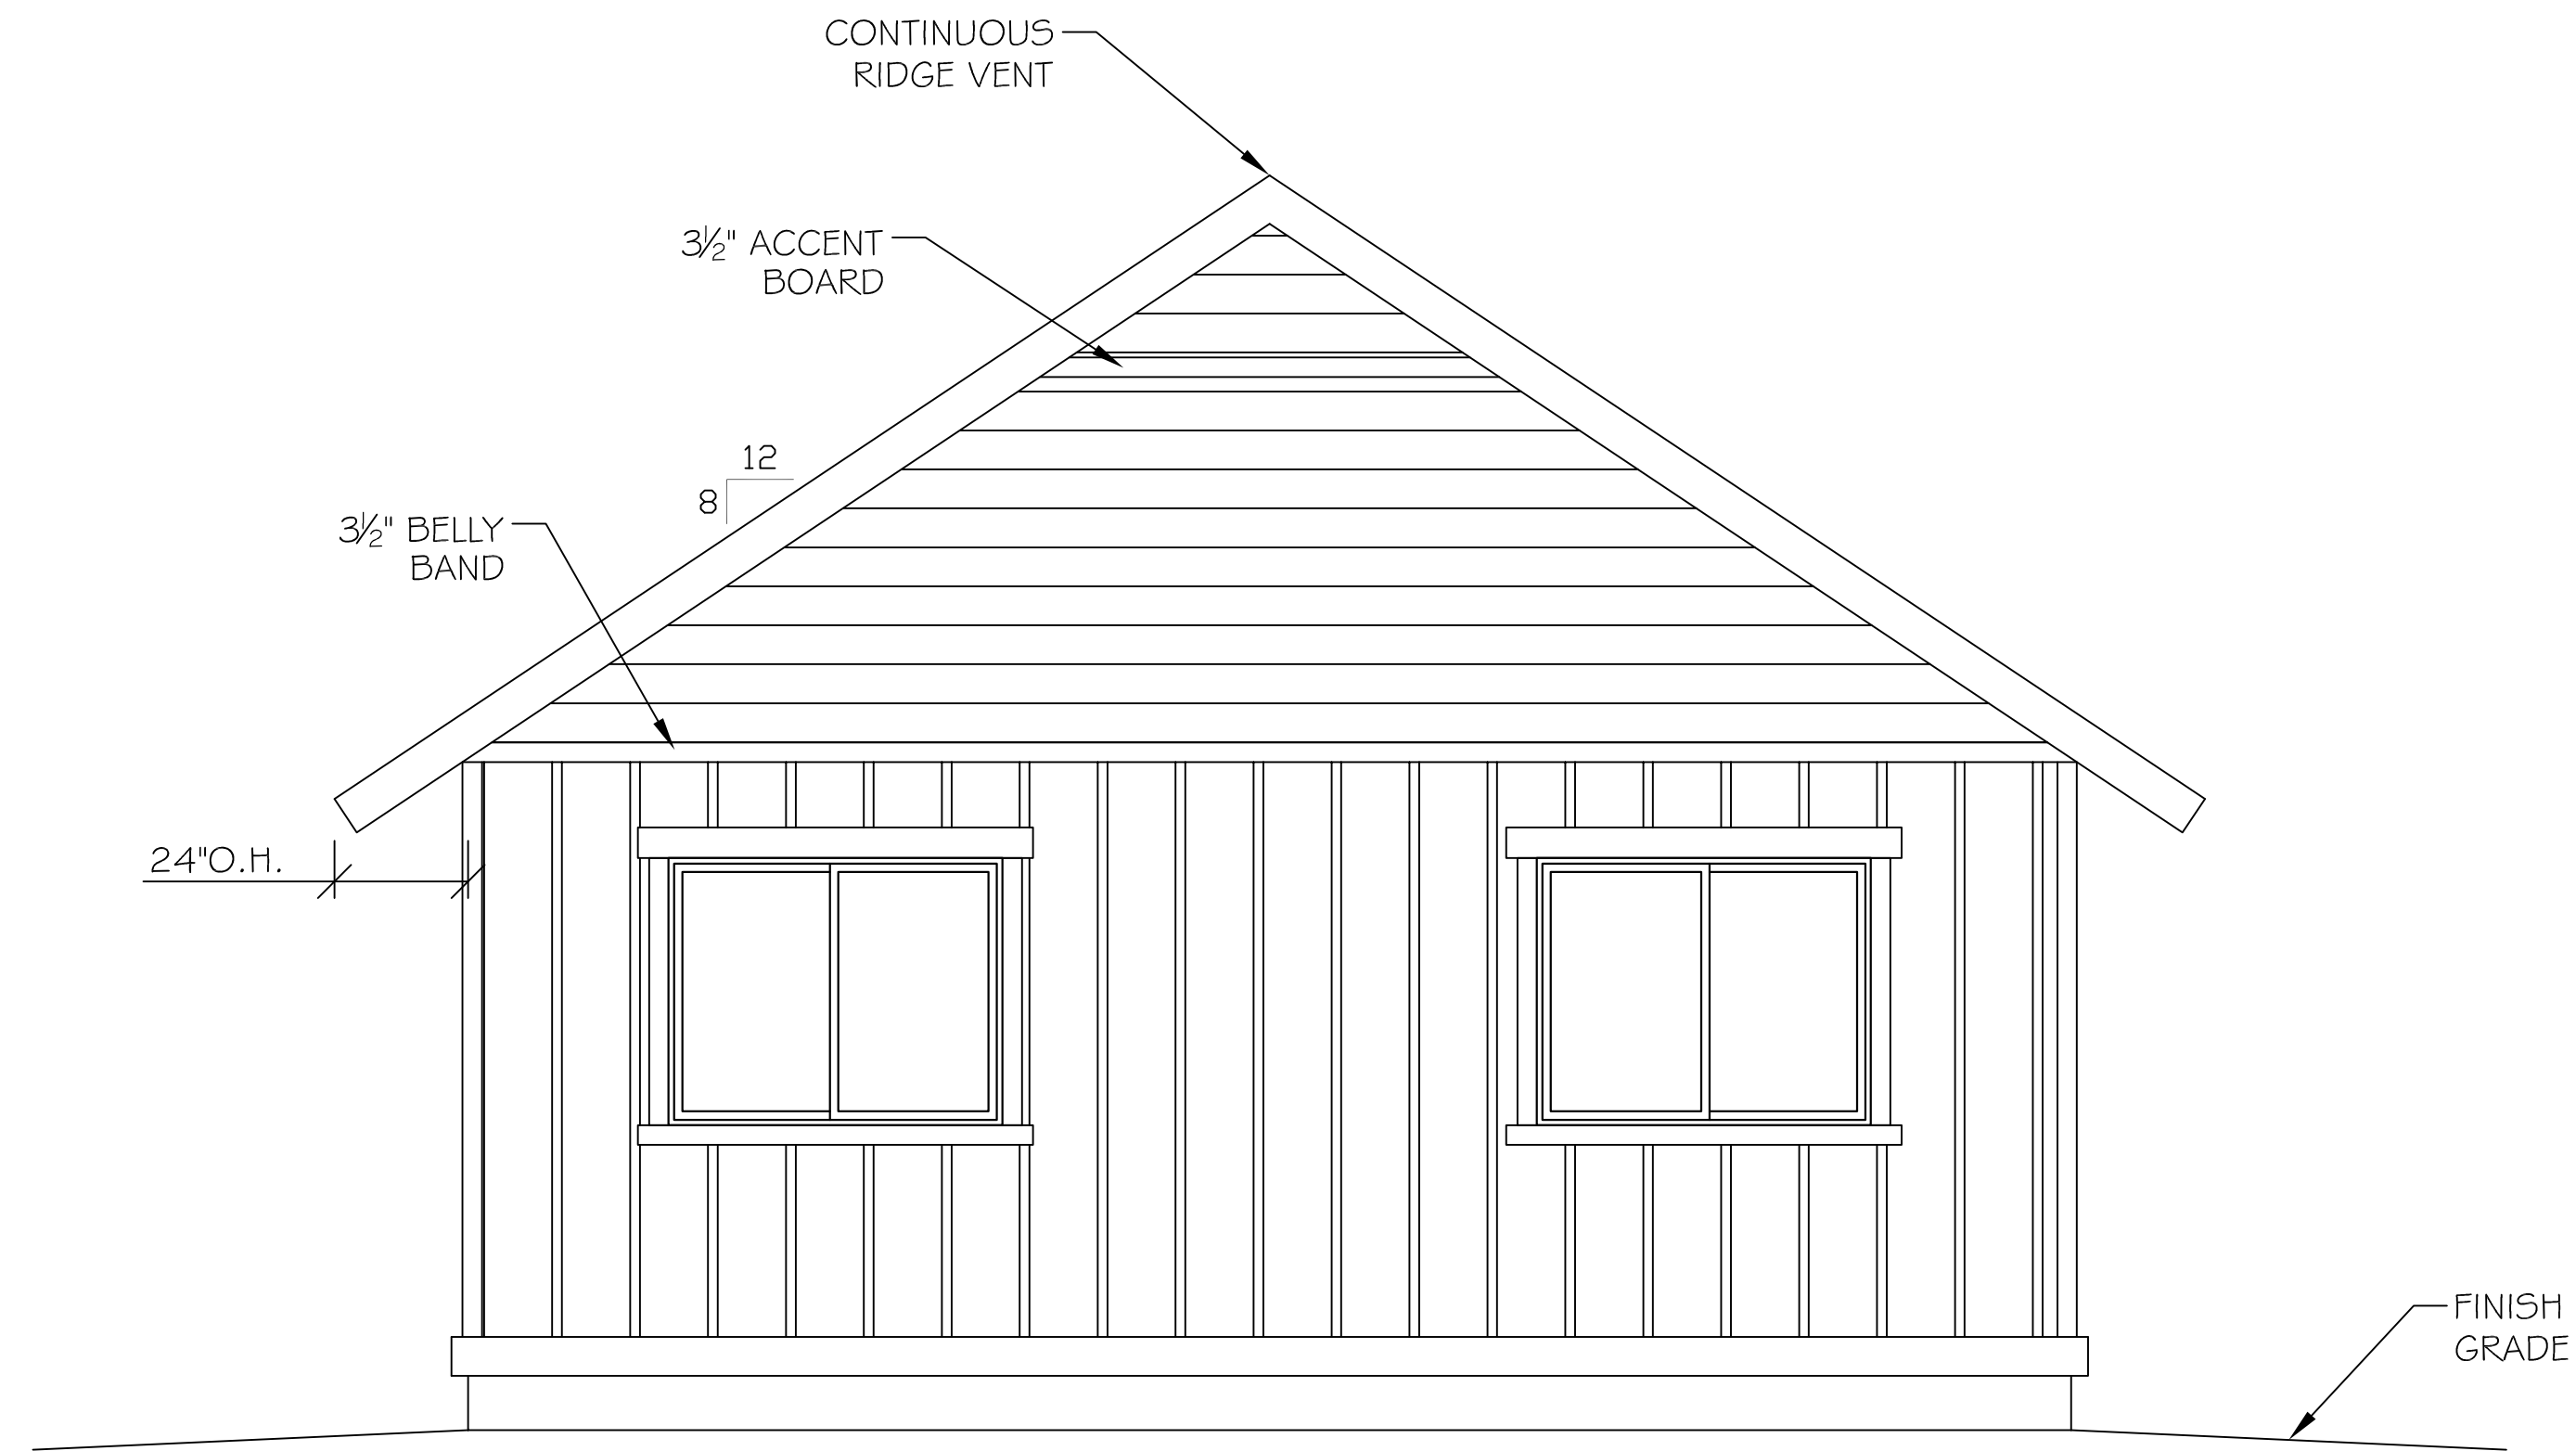 CONTINUOUS
RIDGE VENT
3½" ACCENT
BOARD
12
8
3½" BELLY
BAND
24"O.H.
FINISH
GRADE